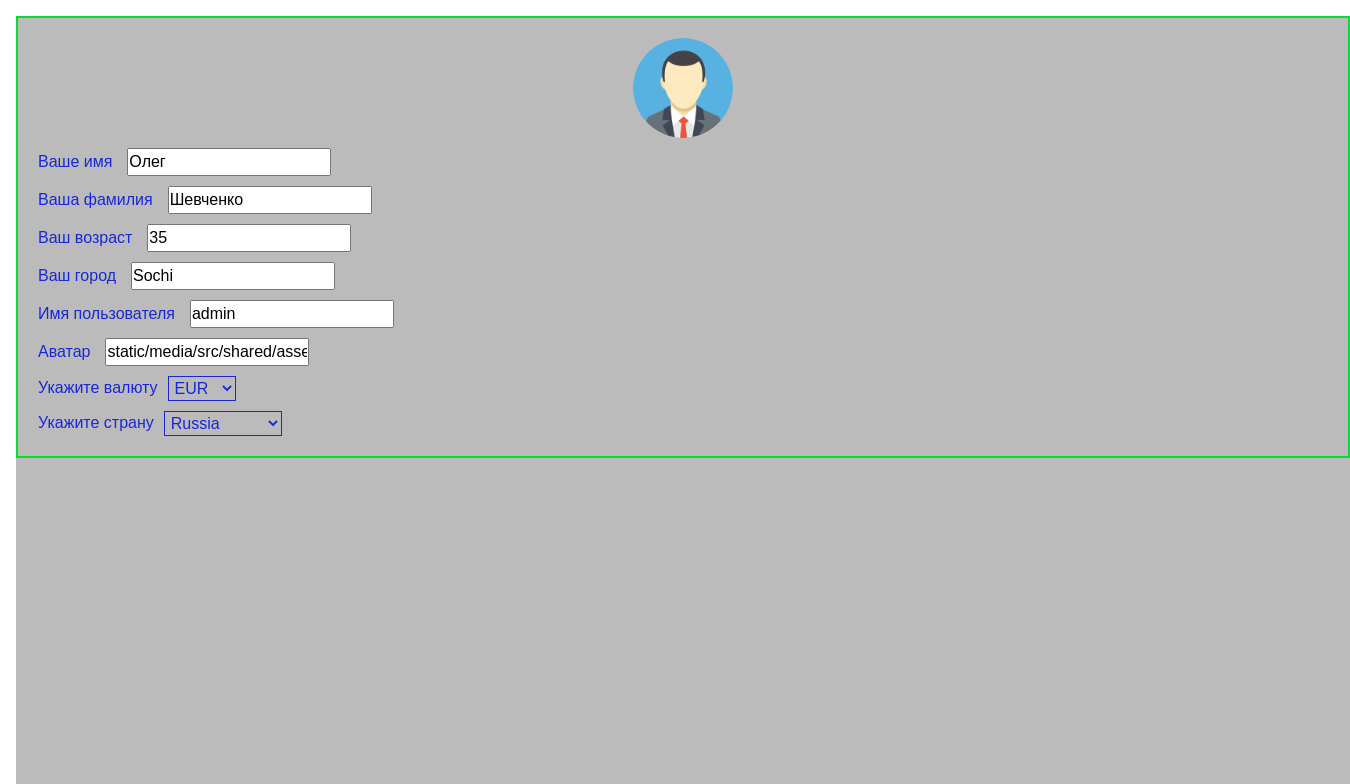 Ваше имя Олег
Ваша фамилия Шевченко
Ваш возраст 35
Ваш город Sochi
Имя пользователя admin
Аватар static/media/src/shared/asse
Укажите валюту EUR
Укажите страну Russia